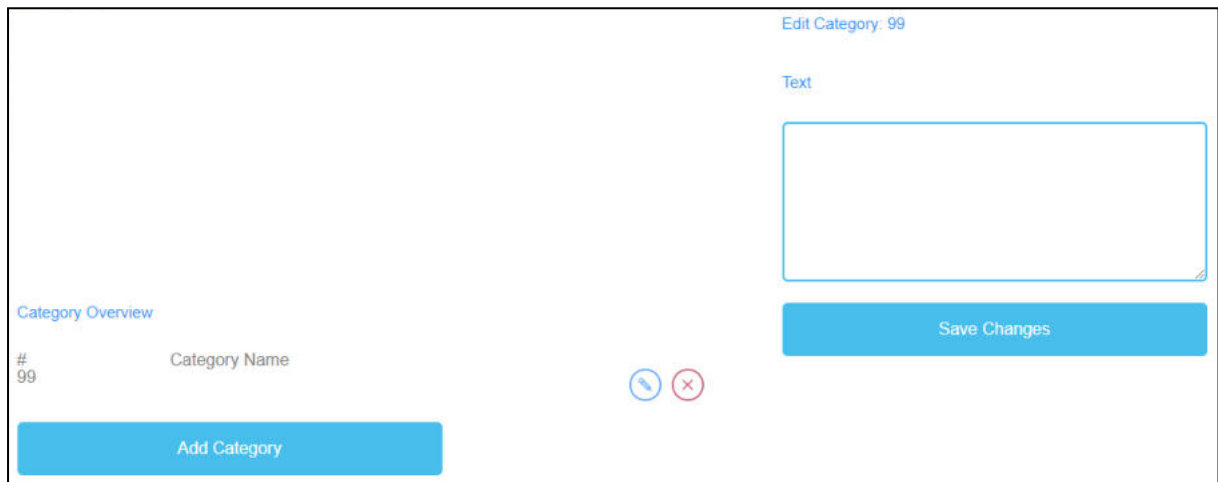 Edit Category: 99
Text
Save Changes
Category Overview
# Category Name
99
Add Category